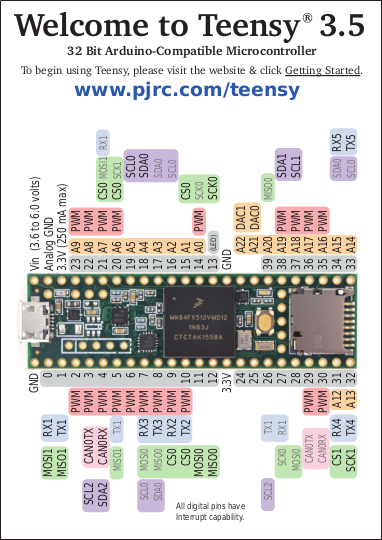 Welcome to Teensy® 3.5
32 Bit Arduino-Compatible Microcontroller
To begin using Teensy, please visit the website & click Getting Started.
www.pjrc.com/teensy
Vin (3.6 to 6.0 volts)
Analog GND
3.3V (250 mA max)
23 A9 PWM
22 A8 PWM
21 A7 PWM CS0 MOSI1 RX1
20 A6 PWM CS0 SCK1
19 A5 SCL0
18 A4 SDA0
17 A3 SDA0
16 A2 SCL0
15 A1 CS0
14 A0 PWM SCK0
13 (LED) SCK0
GND
A22 DAC1
A21 DAC0
39 A20 MISO0
38 A19 PWM SDA1
37 A18 PWM SCL1
36 A17 PWM
35 A16 PWM
34 A15 SDA0 RX5
33 A14 SCL0 TX5
MK64FX512VMD12
1N83J
CTCTAK1558A
GND
0 RX1 MOSI1
1 TX1 MISO1
2 PWM
3 PWM CAN0TX SCL2
4 PWM CAN0RX SDA2
5 PWM TX1 MISO1
6 PWM
7 PWM RX3 MOSI0 SCL0
8 PWM TX3 MISO0 SDA0
9 PWM RX2 CS0
10 PWM TX2 CS0
11 MOSI0
12 MISO0
3.3V
24
25
26 TX1 SCL2
27 RX1 SCK0
28 MOSI0
29 PWM CAN0TX
30 PWM CAN0RX
31 A12 RX4 CS1
32 A13 TX4 SCK1
All digital pins have
Interrupt capability.